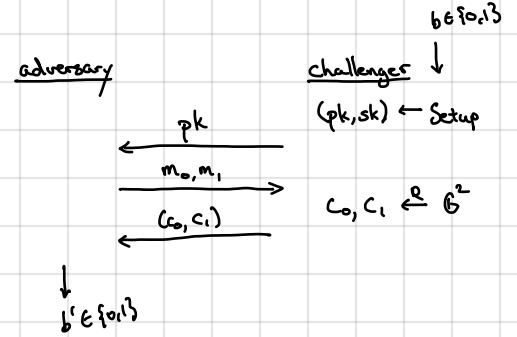 b∈{0,1}
adversary
challenger
(pk, sk) ← Setup
pk
m₀, m₁
c₀, c₁ ←ᴿ 𝔾²
(c₀, c₁)
b' ∈ {0,1}